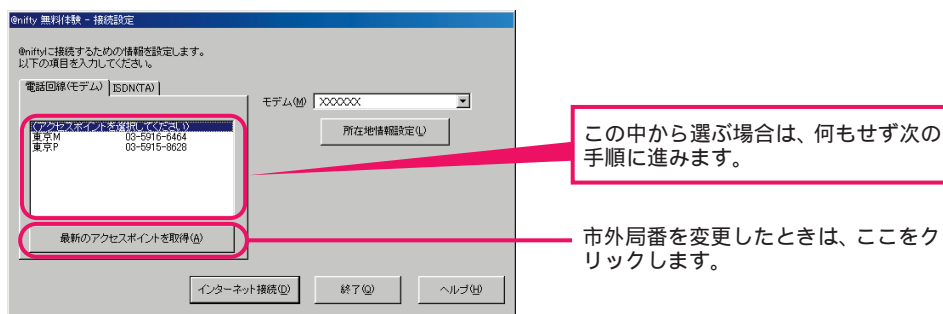 @nifty 無料体験 - 接続設定
@niftyに接続するための情報を設定します。
以下の項目を入力してください。
電話回線(モデム) ISDN(TA)
モデム(M) XXXXXX
(アクセスポイントを選択してください)
東京M 03-5916-6464
東京P 03-5915-8628
所在地情報設定(L)
この中から選ぶ場合は、何もせず次の
手順に進みます。
最新のアクセスポイントを取得(A)
市外局番を変更したときは、ここをク
リックします。
インターネット接続(D) 終了(Q) ヘルプ(H)